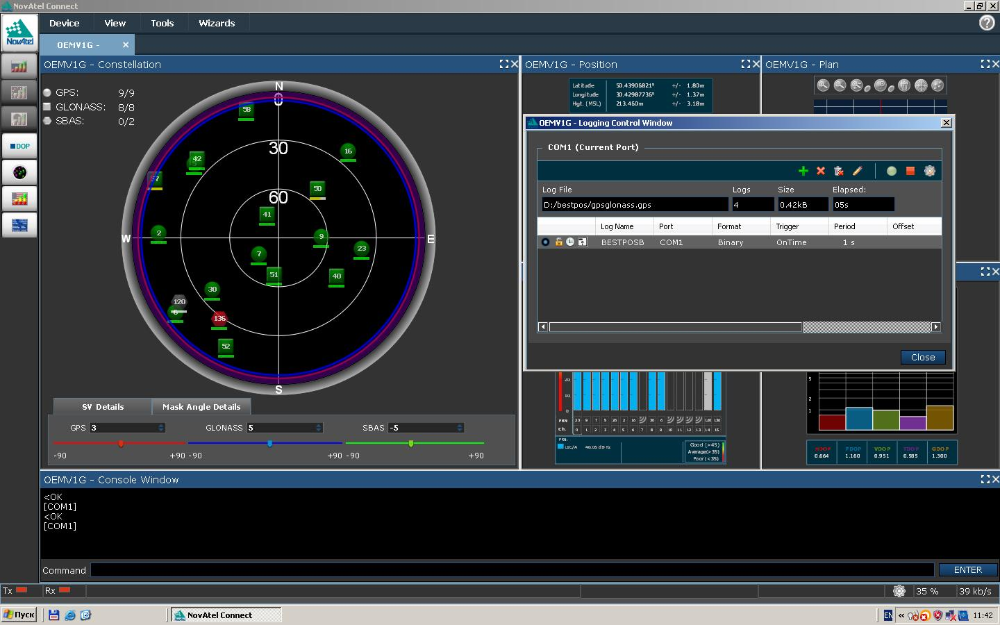 NovAtel Connect
Device View Tools Wizards
NovAtel
OEMV1G -
OEMV1G - Constellation
OEMV1G - Position
OEMV1G - Plan
GPS: 9/9
GLONASS: 8/8
SBAS: 0/2
DOP
N
0
30
60
W
E
S
58
42
57
16
50
41
2
9
23
7
51
40
30
120
6
136
52
Latitude 50.43906821° +/- 1.80m
Longitude 30.42987736° +/- 1.37m
Hgt. (MSL) 213.460m +/- 3.18m
OEMV1G - Logging Control Window
COM1 (Current Port)
Log File Logs Size Elapsed:
D:/bestpos/gpsglonass.gps 4 0.42kB 05s
Log Name Port Format Trigger Period Offset
BESTPOSB COM1 Binary OnTime 1 s
Close
SV Details Mask Angle Details
GPS 3 GLONASS 5 SBAS -5
-90 +90 -90 +90 -90 +90
20
10
0
PRN 23 9 7 5 26 2 16 30 6 120 136
Ch. 0 1 2 3 4 5 6 7 8 9 10 11 12 13 14 15
PRN:
L1C/A 48.05 dB Hz
Good (>45)
Average(>35)
Poor(<35)
5
2
1
HDOP PDOP VDOP TDOP GDOP
0.664 1.160 0.951 0.585 1.300
OEMV1G - Console Window
<OK
[COM1]
<OK
[COM1]
Command ENTER
Tx Rx 35 % 39 kb/s
Пуск NovAtel Connect EN « 11:42